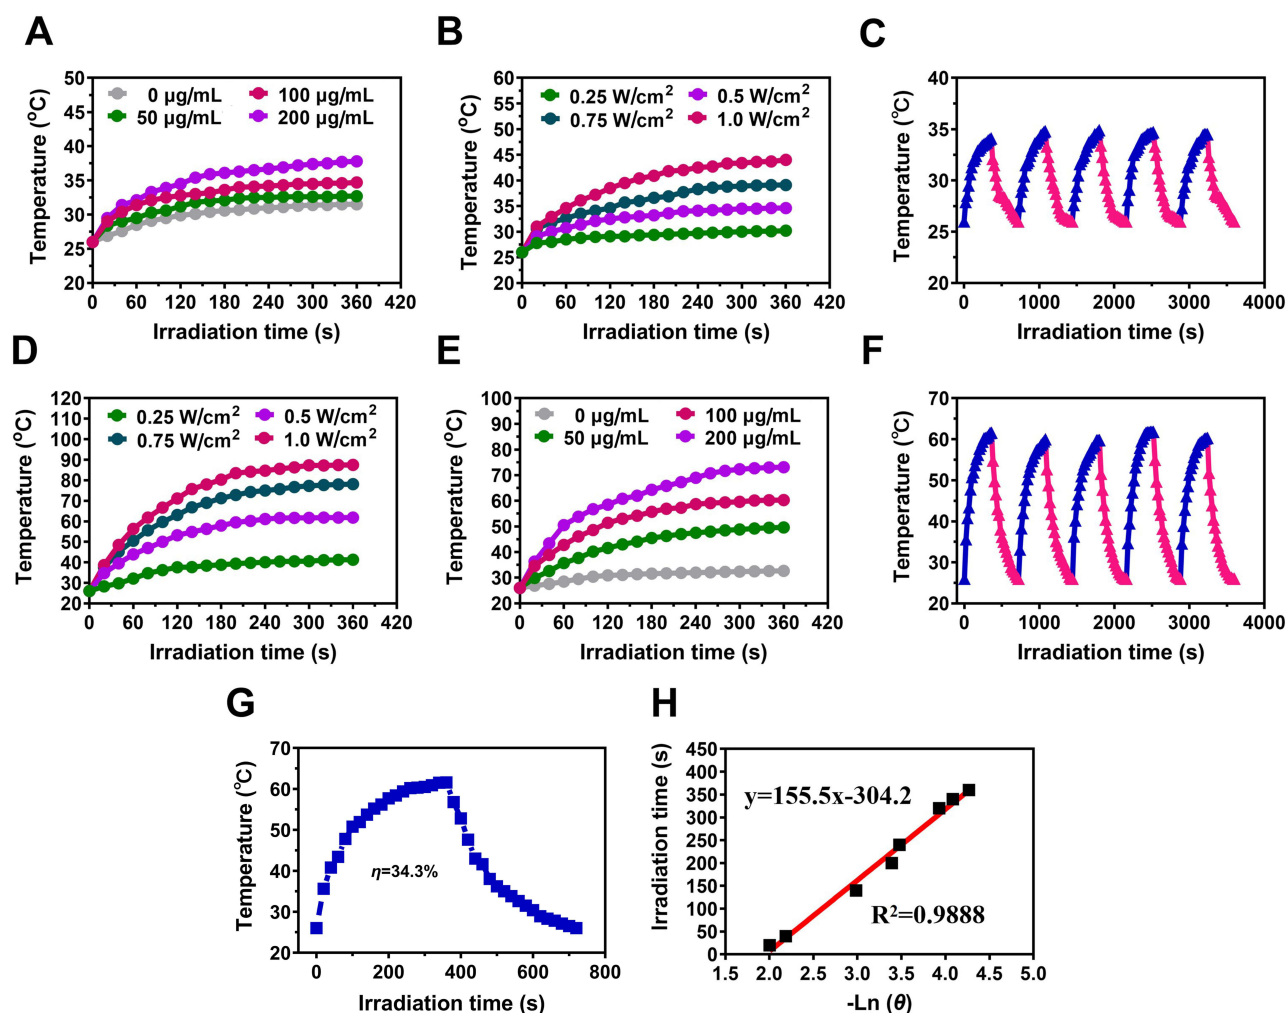 A
B
C
Temperature (°C)
50
45
40
35
30
25
20
0 μg/mL
100 μg/mL
50 μg/mL
200 μg/mL
0 60 120 180 240 300 360 420
Irradiation time (s)
Temperature (°C)
60
55
50
45
40
35
30
25
20
0.25 W/cm²
0.5 W/cm²
0.75 W/cm²
1.0 W/cm²
0 60 120 180 240 300 360 420
Irradiation time (s)
Temperature (°C)
40
35
30
25
20
0 1000 2000 3000 4000
Irradiation time (s)
D
E
F
Temperature (°C)
120
110
100
90
80
70
60
50
40
30
20
0.25 W/cm²
0.5 W/cm²
0.75 W/cm²
1.0 W/cm²
0 60 120 180 240 300 360 420
Irradiation time (s)
Temperature (°C)
100
90
80
70
60
50
40
30
20
0 μg/mL
100 μg/mL
50 μg/mL
200 μg/mL
0 60 120 180 240 300 360 420
Irradiation time (s)
Temperature (°C)
70
60
50
40
30
20
0 1000 2000 3000 4000
Irradiation time (s)
G
H
Temperature (°C)
70
60
50
40
30
20
η=34.3%
0 200 400 600 800
Irradiation time (s)
Irradiation time (s)
450
400
350
300
250
200
150
100
50
0
y=155.5x-304.2
R²=0.9888
1.5 2.0 2.5 3.0 3.5 4.0 4.5 5.0
-Ln (θ)